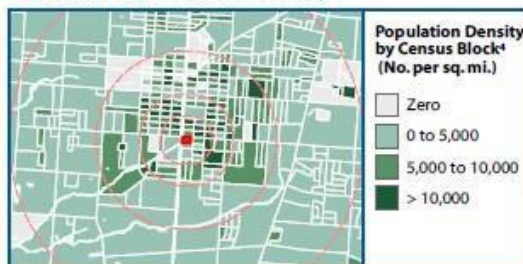 Population Density
by Census Block⁴
(No. per sq. mi.)
Zero
0 to 5,000
5,000 to 10,000
> 10,000